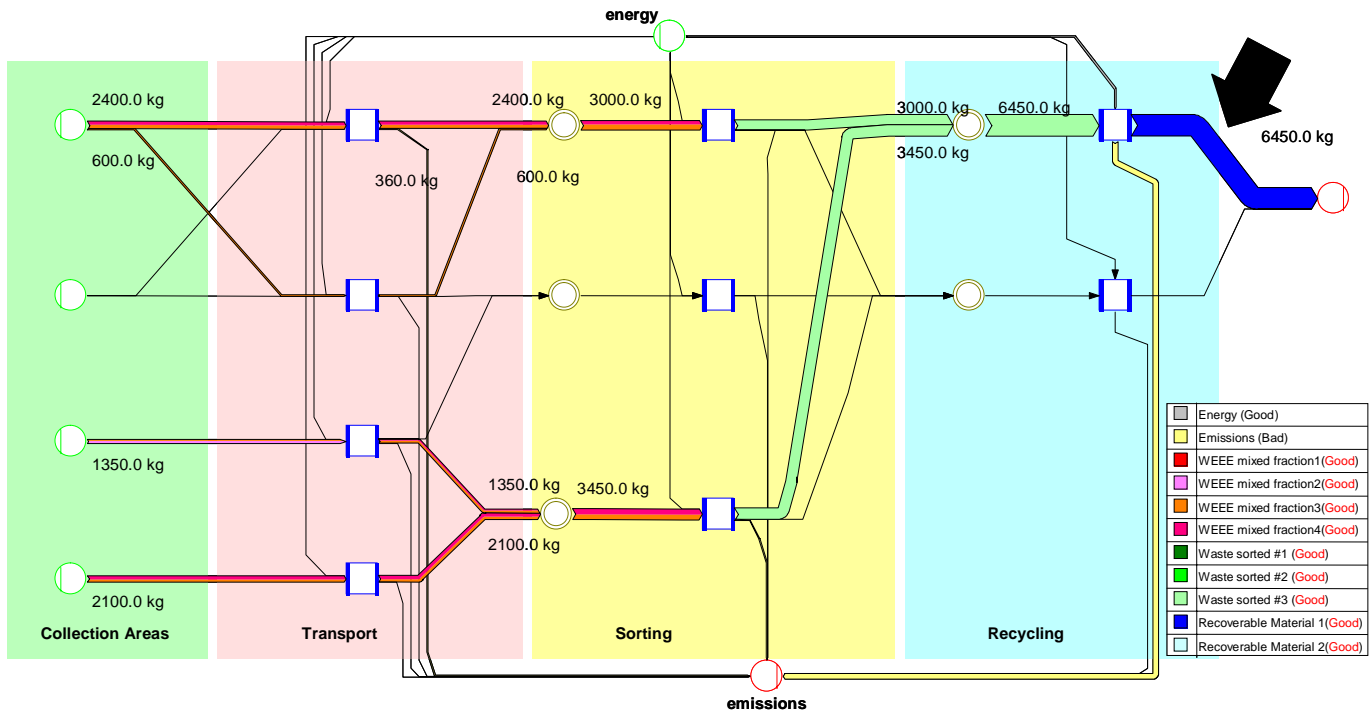 energy
2400.0 kg
2400.0 kg
3000.0 kg
3000.0 kg
6450.0 kg
6450.0 kg
600.0 kg
360.0 kg
600.0 kg
3450.0 kg
1350.0 kg
1350.0 kg
3450.0 kg
2100.0 kg
2100.0 kg
Collection Areas
Transport
Sorting
Recycling
emissions
Energy (Good)
Emissions (Bad)
WEEE mixed fraction1(Good)
WEEE mixed fraction2(Good)
WEEE mixed fraction3(Good)
WEEE mixed fraction4(Good)
Waste sorted #1 (Good)
Waste sorted #2 (Good)
Waste sorted #3 (Good)
Recoverable Material 1(Good)
Recoverable Material 2(Good)